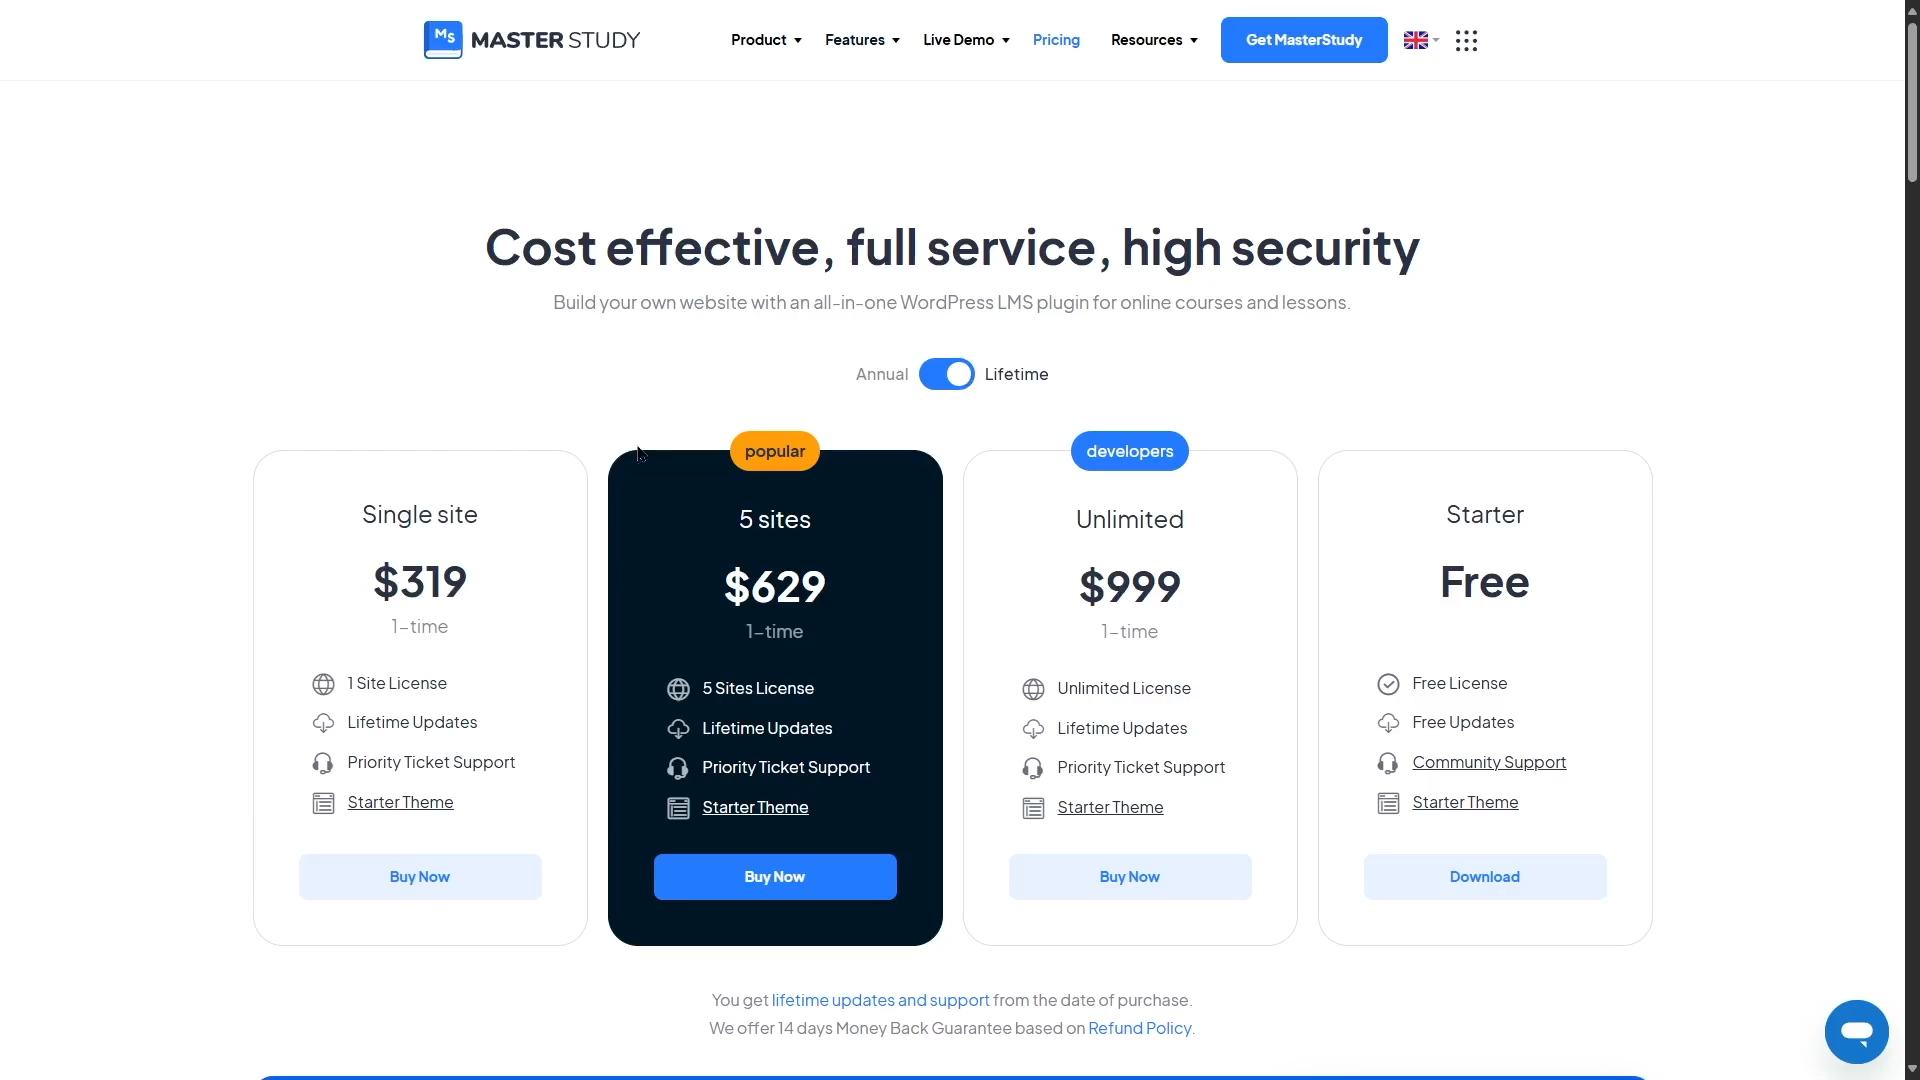 Ms MASTER STUDY
Product Features Live Demo Pricing Resources Get MasterStudy
Cost effective, full service, high security
Build your own website with an all-in-one WordPress LMS plugin for online courses and lessons.
Annual Lifetime
Single site
$319
1-time
1 Site License
Lifetime Updates
Priority Ticket Support
Starter Theme
Buy Now
popular
5 sites
$629
1-time
5 Sites License
Lifetime Updates
Priority Ticket Support
Starter Theme
Buy Now
developers
Unlimited
$999
1-time
Unlimited License
Lifetime Updates
Priority Ticket Support
Starter Theme
Buy Now
Starter
Free
Free License
Free Updates
Community Support
Starter Theme
Download
You get lifetime updates and support from the date of purchase.
We offer 14 days Money Back Guarantee based on Refund Policy.